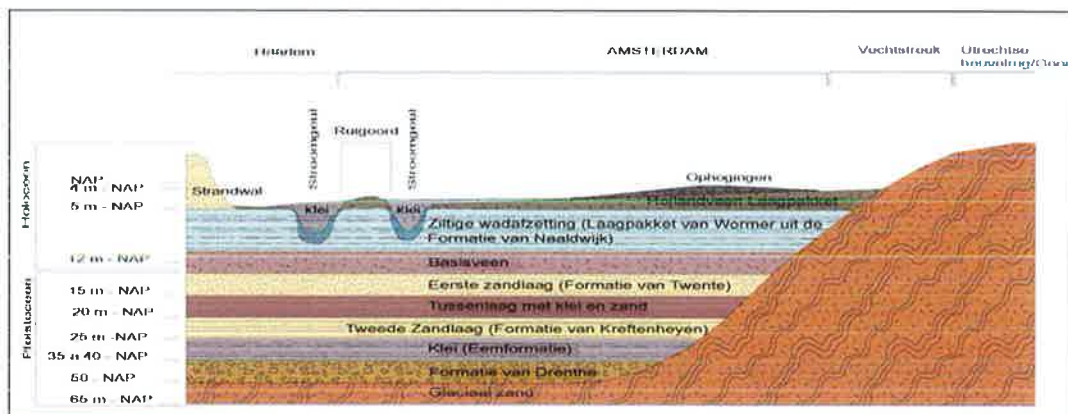 Haarlem
AMSTERDAM
Vechtstreek
Utrechtse
heuvelrug/Gooi
Stroomgeul
Ruigoord
Stroomgeul
Holoceen
Pleistoceen
NAP
4 m - NAP
5 m - NAP
12 m - NAP
15 m - NAP
20 m - NAP
25 m -NAP
35 a 40 -NAP
50 - NAP
65 m - NAP
Strandwal
Klei
Klei
Ophogingen
Hollandveen Laagpakket
Ziltige wadafzetting (Laagpakket van Wormer uit de
Formatie van Naaldwijk)
Basisveen
Eerste zandlaag (Formatie van Twente)
Tussenlaag met klei en zand
Tweede Zandlaag (Formatie van Kreftenheyen)
Klei (Eemformatie)
Formatie van Drenthe
Glaciaal zand